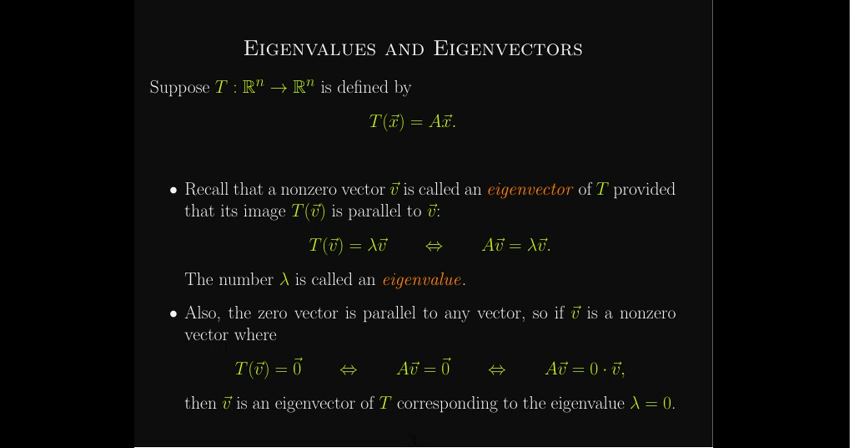 Eigenvalues and Eigenvectors
Suppose T : ℝⁿ → ℝⁿ is defined by
T(x⃗) = Ax⃗.
• Recall that a nonzero vector v⃗ is called an eigenvector of T provided
that its image T(v⃗) is parallel to v⃗:
T(v⃗) = λv⃗ ⇔ Av⃗ = λv⃗.
The number λ is called an eigenvalue.
• Also, the zero vector is parallel to any vector, so if v⃗ is a nonzero
vector where
T(v⃗) = 0⃗ ⇔ Av⃗ = 0⃗ ⇔ Av⃗ = 0 · v⃗,
then v⃗ is an eigenvector of T corresponding to the eigenvalue λ = 0.